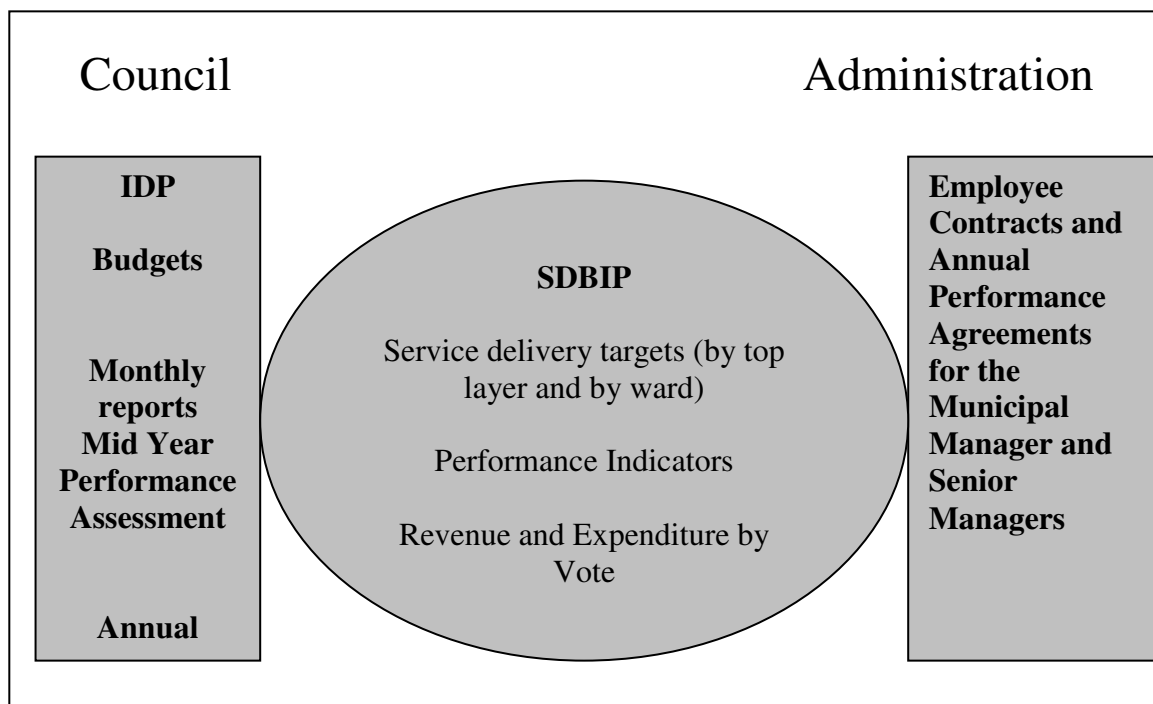 Council
Administration
IDP
Budgets
Monthly
reports
Mid Year
Performance
Assessment
Annual
SDBIP
Service delivery targets (by top
layer and by ward)
Performance Indicators
Revenue and Expenditure by
Vote
Employee
Contracts and
Annual
Performance
Agreements
for the
Municipal
Manager and
Senior
Managers